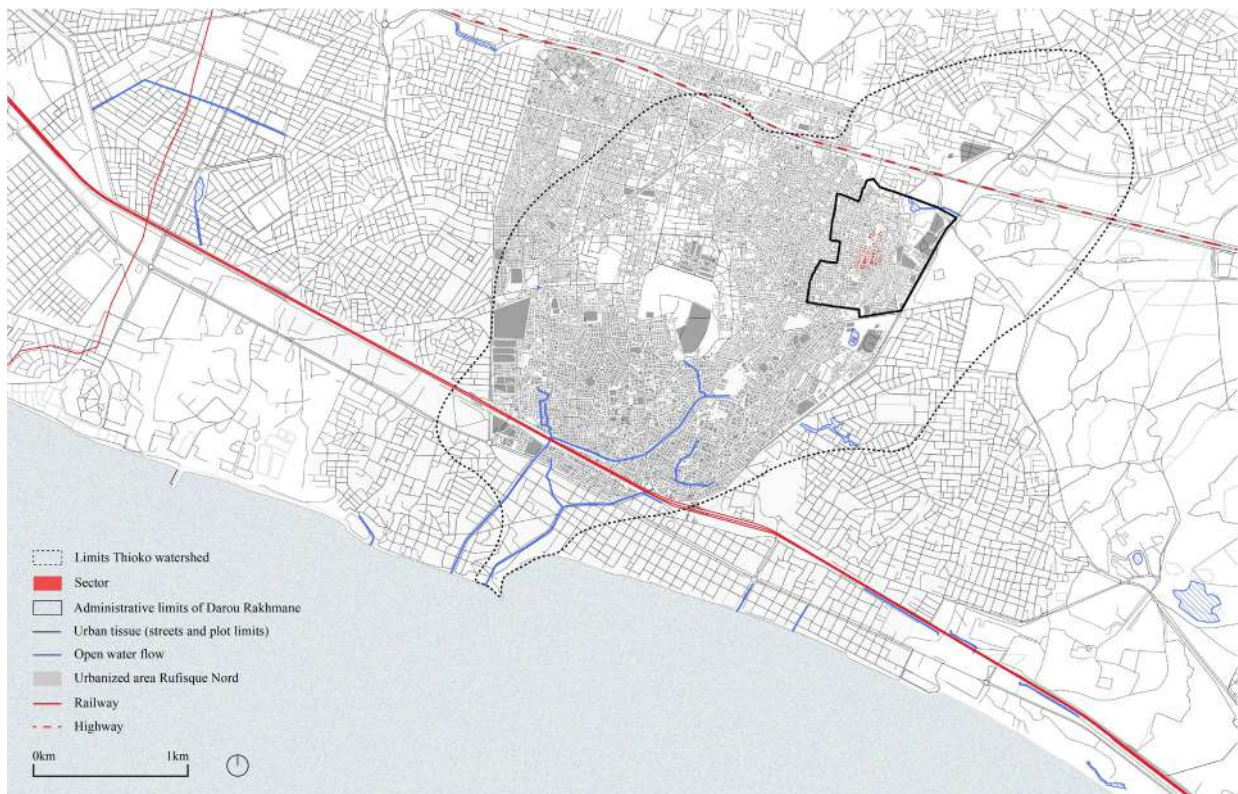 Limits Thioko watershed
Sector
Administrative limits of Darou Rakhmane
Urban tissue (streets and plot limits)
Open water flow
Urbanized area Rufisque Nord
Railway
Highway
0km 1km